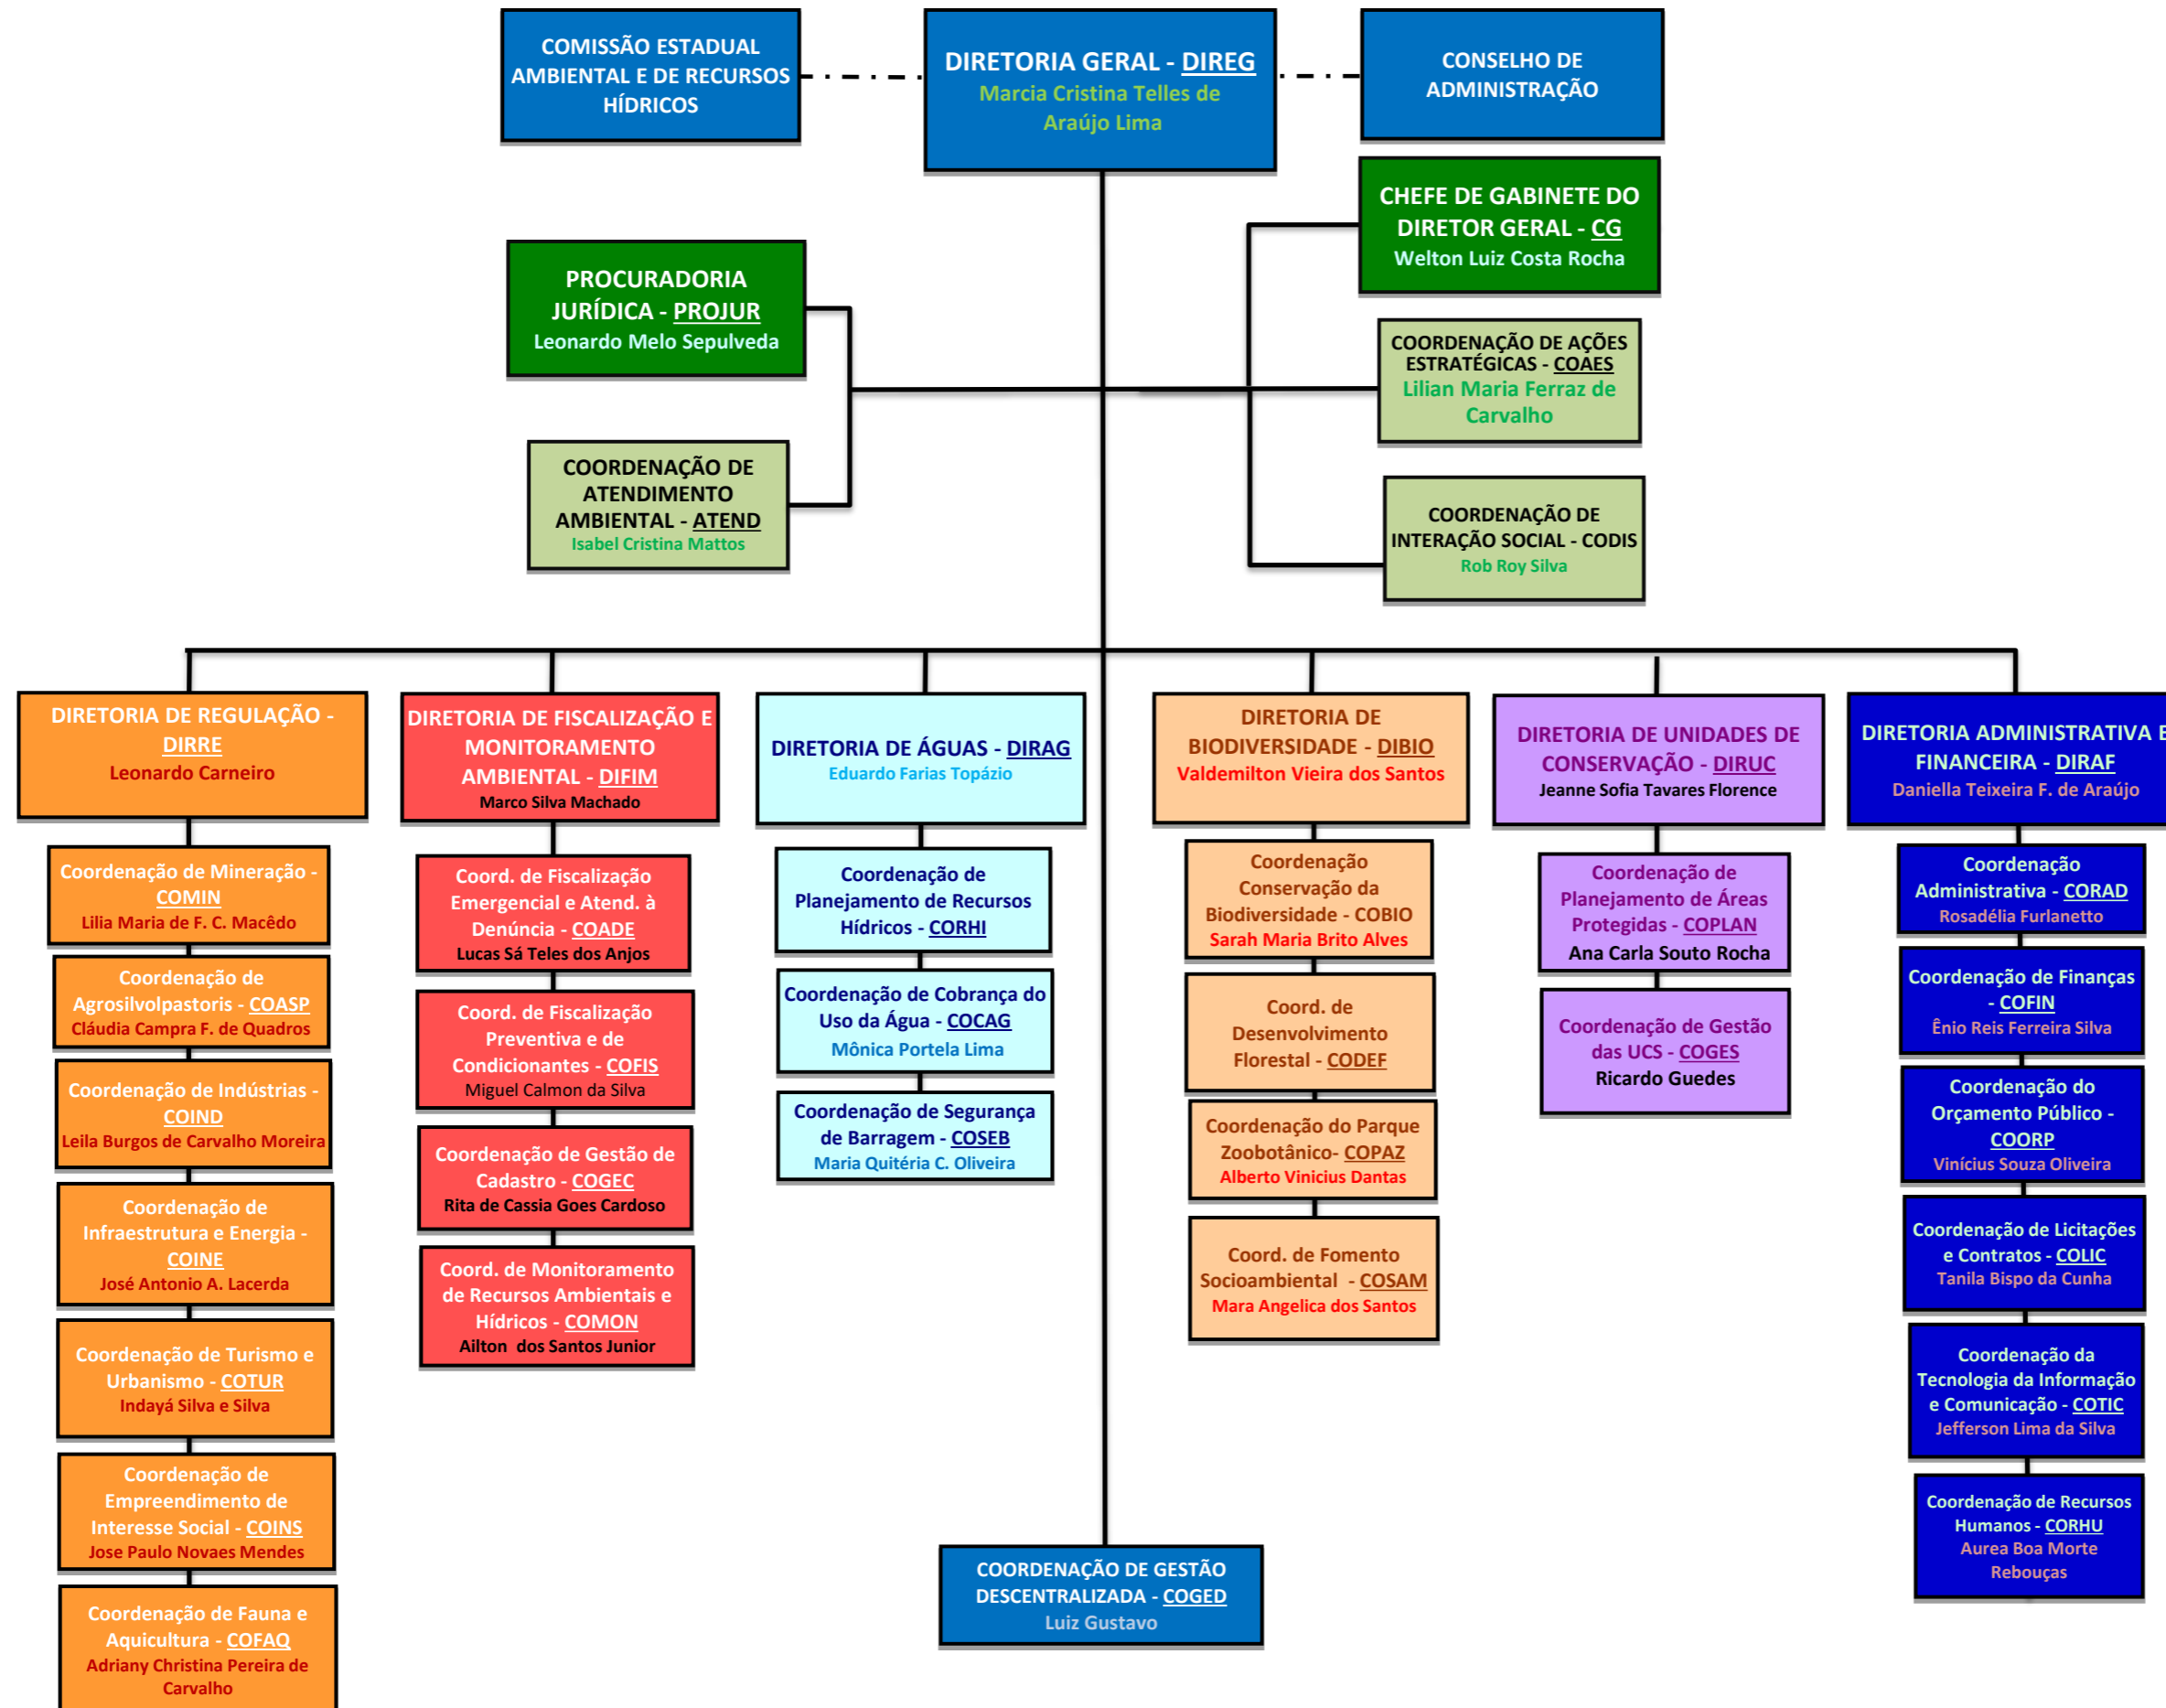 COMISSÃO ESTADUAL
AMBIENTAL E DE RECURSOS
HÍDRICOS
DIRETORIA GERAL - DIREG
Marcia Cristina Telles de
Araújo Lima
CONSELHO DE
ADMINISTRAÇÃO
CHEFE DE GABINETE DO
DIRETOR GERAL - CG
Welton Luiz Costa Rocha
PROCURADORIA
JURÍDICA - PROJUR
Leonardo Melo Sepulveda
COORDENAÇÃO DE AÇÕES
ESTRATÉGICAS - COAES
Lilian Maria Ferraz de
Carvalho
COORDENAÇÃO DE
ATENDIMENTO
AMBIENTAL - ATEND
Isabel Cristina Mattos
COORDENAÇÃO DE
INTERAÇÃO SOCIAL - CODIS
Rob Roy Silva
DIRETORIA DE REGULAÇÃO -
DIRRE
Leonardo Carneiro
Coordenação de Mineração -
COMIN
Lilia Maria de F. C. Macêdo
Coordenação de
Agrosilvolpastoris - COASP
Cláudia Campra F. de Quadros
Coordenação de Indústrias -
COIND
Leila Burgos de Carvalho Moreira
Coordenação de
Infraestrutura e Energia -
COINE
José Antonio A. Lacerda
Coordenação de Turismo e
Urbanismo - COTUR
Indayá Silva e Silva
Coordenação de
Empreendimento de
Interesse Social - COINS
Jose Paulo Novaes Mendes
Coordenação de Fauna e
Aquicultura - COFAQ
Adriany Christina Pereira de
Carvalho
DIRETORIA DE FISCALIZAÇÃO E
MONITORAMENTO
AMBIENTAL - DIFIM
Marco Silva Machado
Coord. de Fiscalização
Emergencial e Atend. à
Denúncia - COADE
Lucas Sá Teles dos Anjos
Coord. de Fiscalização
Preventiva e de
Condicionantes - COFIS
Miguel Calmon da Silva
Coordenação de Gestão de
Cadastro - COGEC
Rita de Cassia Goes Cardoso
Coord. de Monitoramento
de Recursos Ambientais e
Hídricos - COMON
Ailton dos Santos Junior
DIRETORIA DE ÁGUAS - DIRAG
Eduardo Farias Topázio
Coordenação de
Planejamento de Recursos
Hídricos - CORHI
Coordenação de Cobrança do
Uso da Água - COCAG
Mônica Portela Lima
Coordenação de Segurança
de Barragem - COSEB
Maria Quitéria C. Oliveira
DIRETORIA DE
BIODIVERSIDADE - DIBIO
Valdemilton Vieira dos Santos
Coordenação
Conservação da
Biodiversidade - COBIO
Sarah Maria Brito Alves
Coord. de
Desenvolvimento
Florestal - CODEF
Coordenação do Parque
Zoobotânico- COPAZ
Alberto Vinicius Dantas
Coord. de Fomento
Socioambiental - COSAM
Mara Angelica dos Santos
DIRETORIA DE UNIDADES DE
CONSERVAÇÃO - DIRUC
Jeanne Sofia Tavares Florence
Coordenação de
Planejamento de Áreas
Protegidas - COPLAN
Ana Carla Souto Rocha
Coordenação de Gestão
das UCS - COGES
Ricardo Guedes
DIRETORIA ADMINISTRATIVA E
FINANCEIRA - DIRAF
Daniella Teixeira F. de Araújo
Coordenação
Administrativa - CORAD
Rosadélia Furlanetto
Coordenação de Finanças
- COFIN
Ênio Reis Ferreira Silva
Coordenação do
Orçamento Público -
COORP
Vinícius Souza Oliveira
Coordenação de Licitações
e Contratos - COLIC
Tanila Bispo da Cunha
Coordenação da
Tecnologia da Informação
e Comunicação - COTIC
Jefferson Lima da Silva
Coordenação de Recursos
Humanos - CORHU
Aurea Boa Morte
Rebouças
COORDENAÇÃO DE GESTÃO
DESCENTRALIZADA - COGED
Luiz Gustavo